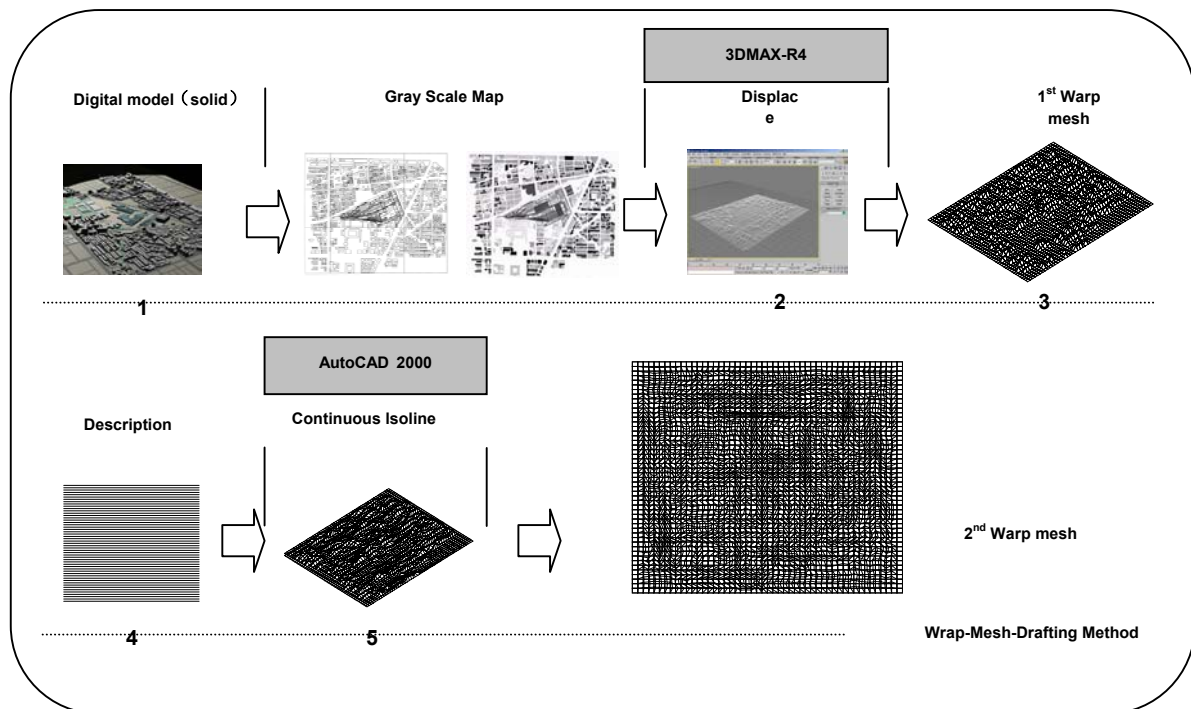 3DMAX-R4
Digital model（solid）
Gray Scale Map
Displac
e
1st Warp
mesh
1
2
3
AutoCAD 2000
Description
Continuous Isoline
2nd Warp mesh
4
5
Wrap-Mesh-Drafting Method